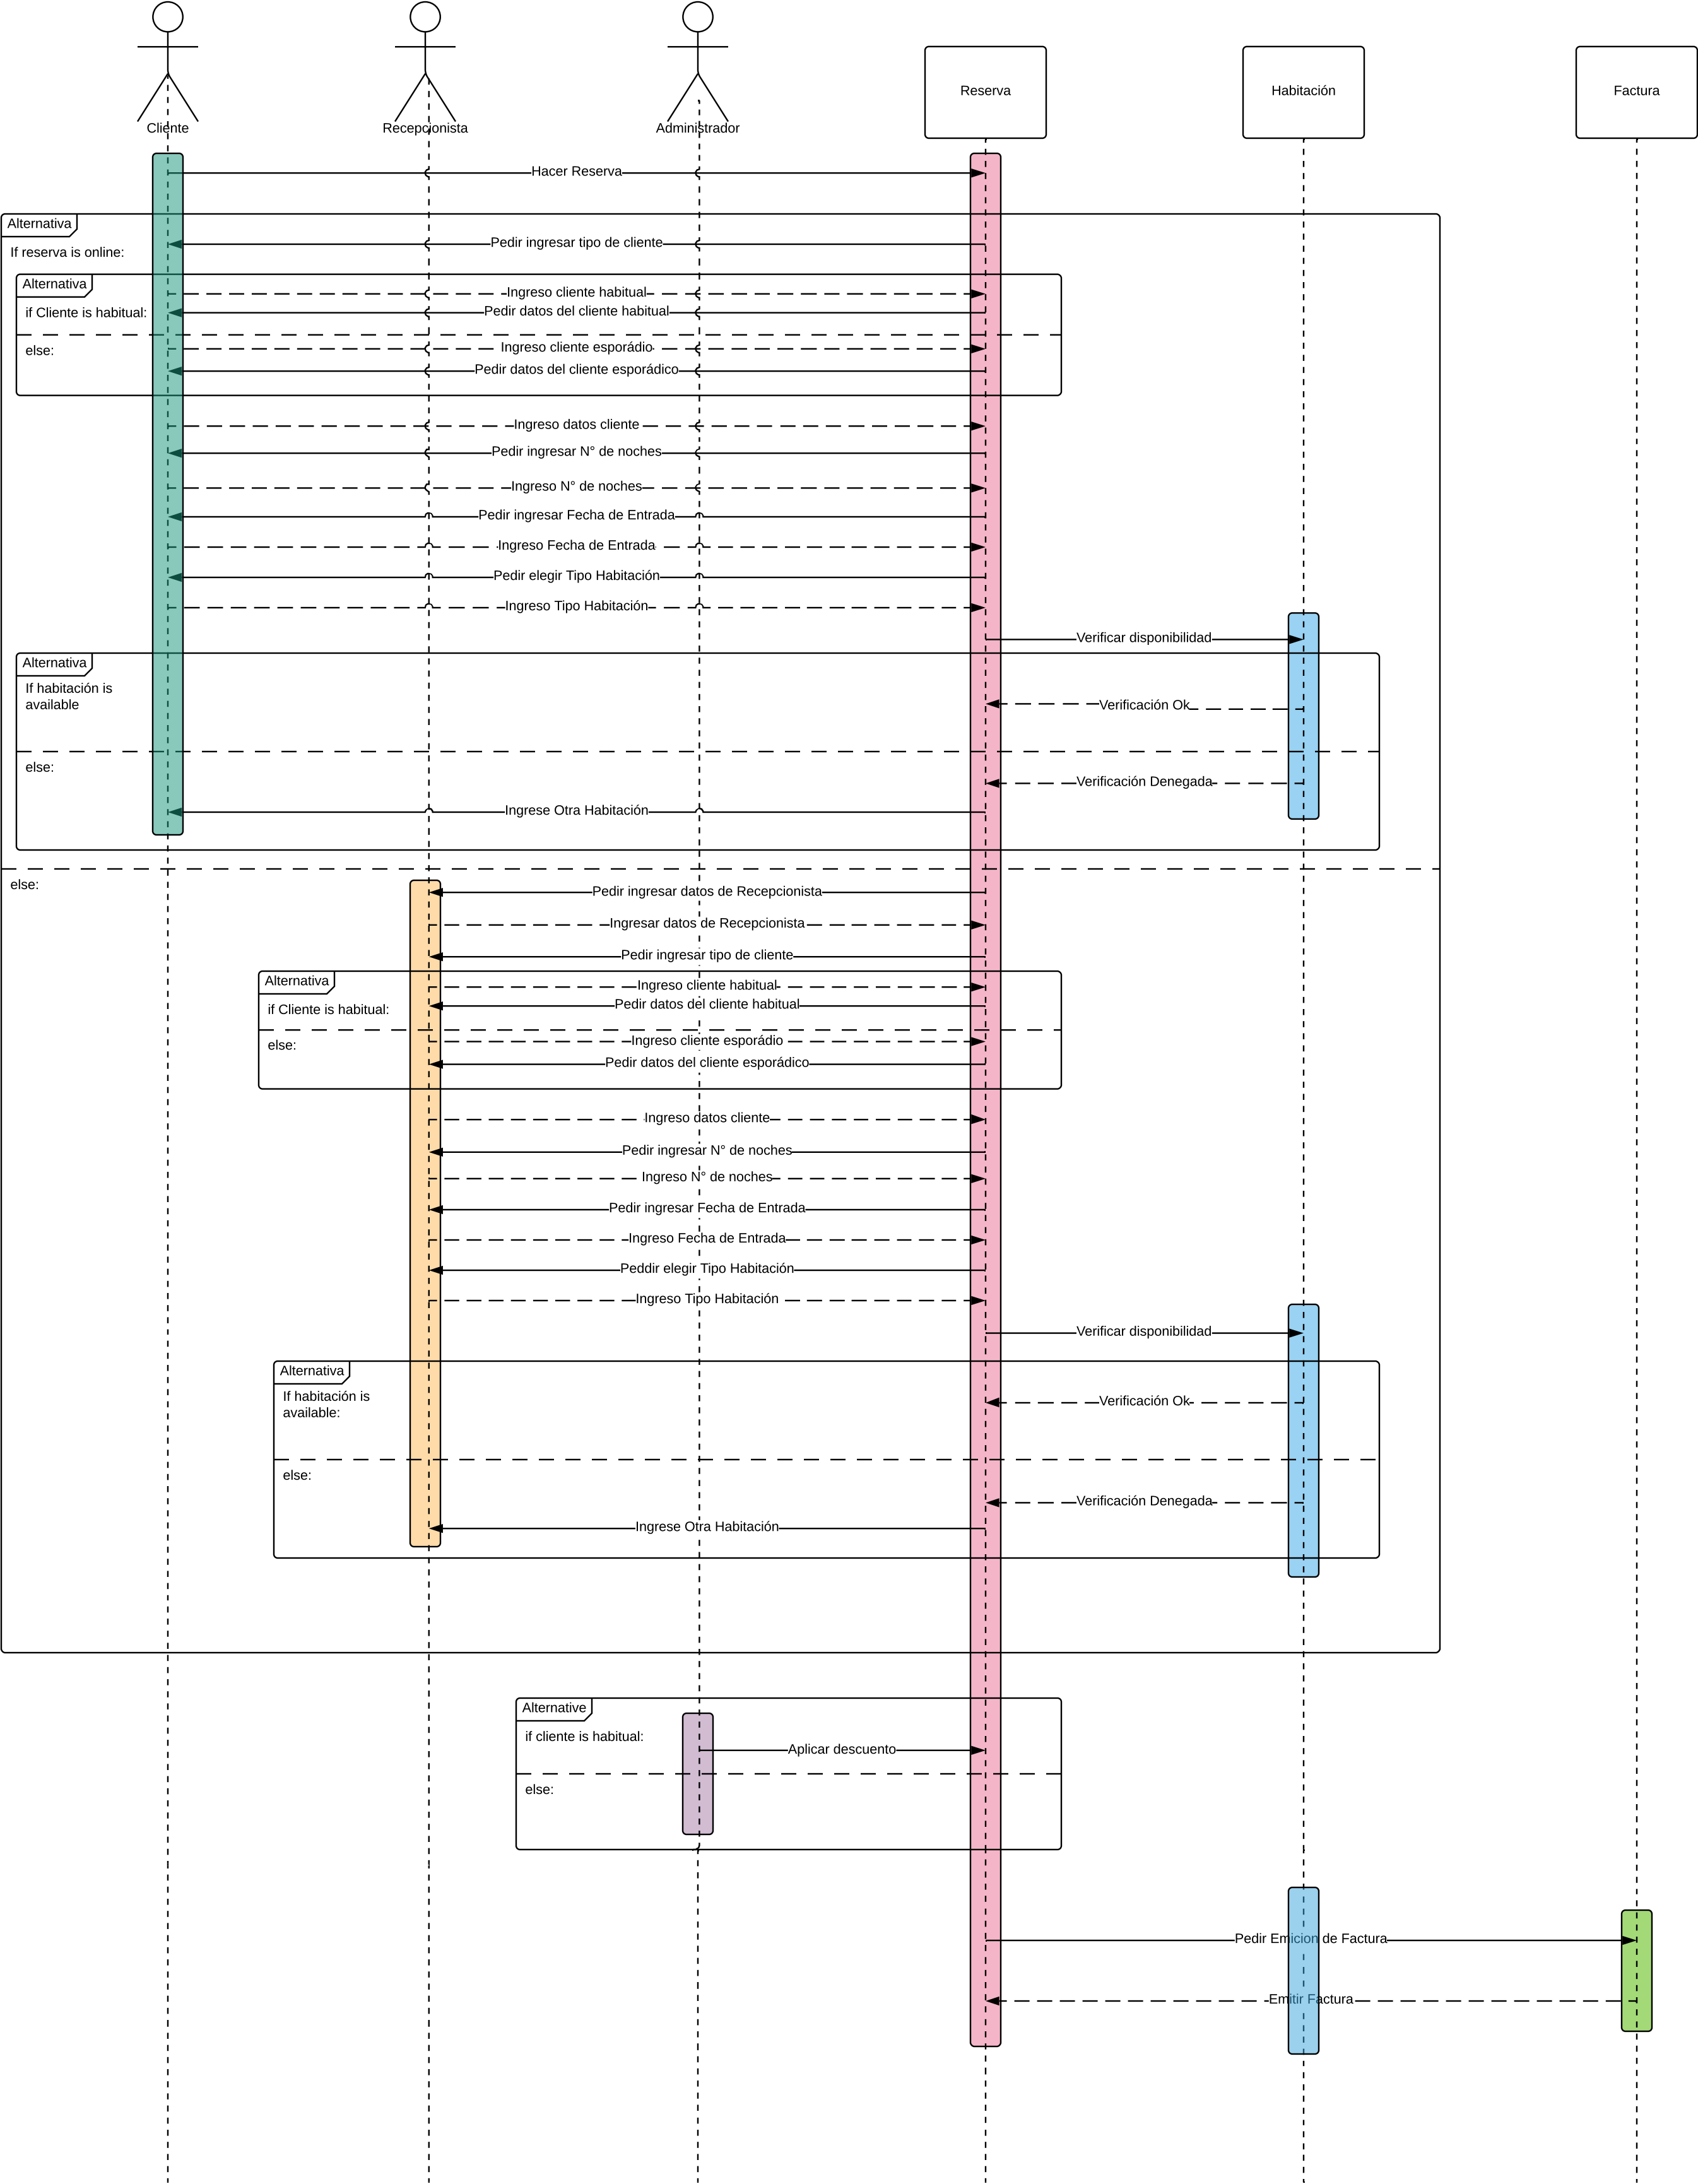 Cliente
Recepcionista
Administrador
Reserva
Habitación
Factura
Hacer Reserva
Alternativa
Pedir ingresar tipo de cliente
If reserva is online:
Alternativa
Ingreso cliente habitual
if Cliente is habitual:
Pedir datos del cliente habitual
else:
Ingreso cliente esporádio
Pedir datos del cliente esporádico
Ingreso datos cliente
Pedir ingresar N° de noches
Ingreso N° de noches
Pedir ingresar Fecha de Entrada
Ingreso Fecha de Entrada
Pedir elegir Tipo Habitación
Ingreso Tipo Habitación
Verificar disponibilidad
Alternativa
If habitación is
available
Verificación Ok
else:
Verificación Denegada
Ingrese Otra Habitación
else:
Pedir ingresar datos de Recepcionista
Ingresar datos de Recepcionista
Pedir ingresar tipo de cliente
Alternativa
Ingreso cliente habitual
if Cliente is habitual:
Pedir datos del cliente habitual
else:
Ingreso cliente esporádio
Pedir datos del cliente esporádico
Ingreso datos cliente
Pedir ingresar N° de noches
Ingreso N° de noches
Pedir ingresar Fecha de Entrada
Ingreso Fecha de Entrada
Peddir elegir Tipo Habitación
Ingreso Tipo Habitación
Verificar disponibilidad
Alternativa
If habitación is
available:
Verificación Ok
else:
Verificación Denegada
Ingrese Otra Habitación
Alternative
if cliente is habitual:
Aplicar descuento
else:
Pedir Emicion de Factura
Emitir Factura